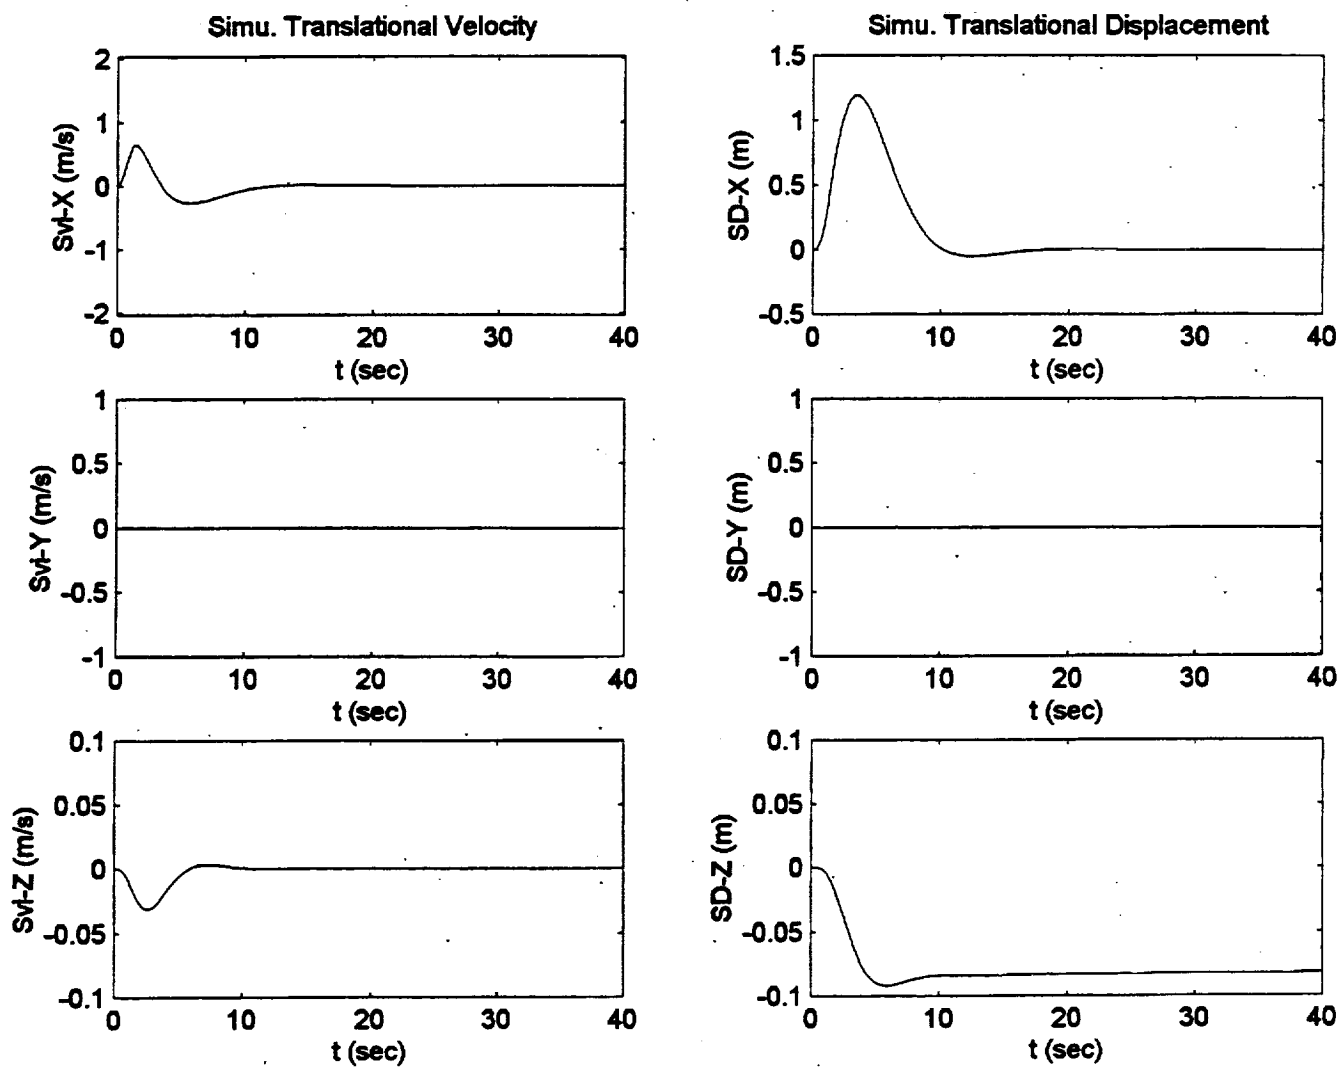 Simu. Translational Velocity
2
1
0
-1
-2
Svi-X (m/s)
0 10 20 30 40
t (sec)
Simu. Translational Displacement
1.5
1
0.5
0
-0.5
SD-X (m)
0 10 20 30 40
t (sec)
1
0.5
0
-0.5
-1
Svi-Y (m/s)
0 10 20 30 40
t (sec)
1
0.5
0
-0.5
-1
SD-Y (m)
0 10 20 30 40
t (sec)
0.1
0.05
0
-0.05
-0.1
Svi-Z (m/s)
0 10 20 30 40
t (sec)
0.1
0.05
0
-0.05
-0.1
SD-Z (m)
0 10 20 30 40
t (sec)